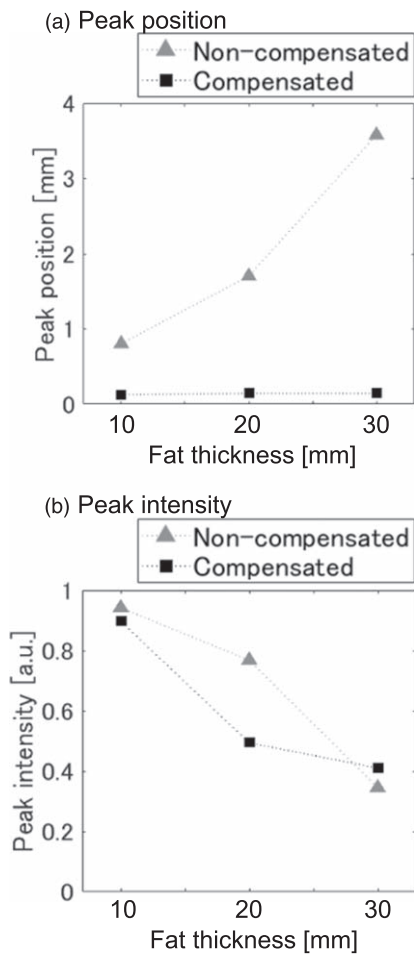 (a) Peak position
Non-compensated
Compensated
Peak position [mm]
4
3
2
1
0
10 20 30
Fat thickness [mm]
(b) Peak intensity
Non-compensated
Compensated
Peak intensity [a.u.]
1
0.8
0.6
0.4
0.2
0
10 20 30
Fat thickness [mm]